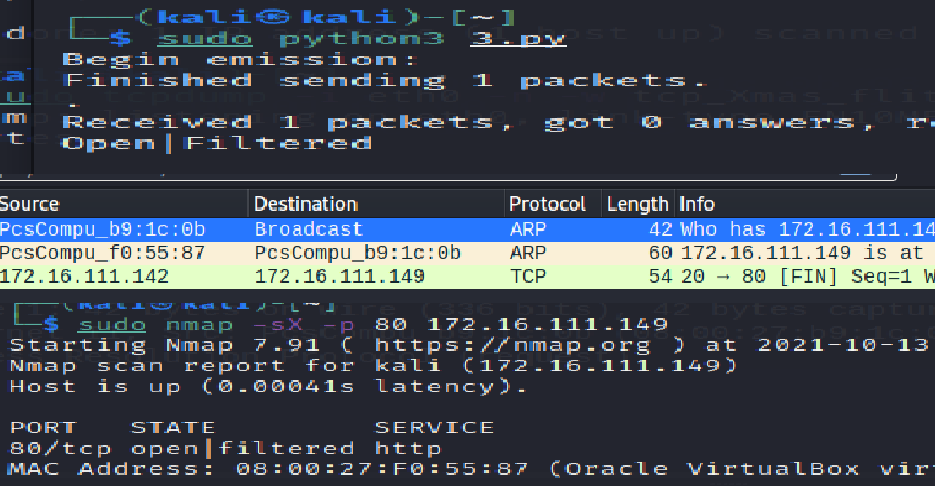 (kali㉿kali)-[~]
$ sudo python3 3.py
Begin emission:
Finished sending 1 packets.
.
Received 1 packets, got 0 answers,
Open|Filtered
Source Destination Protocol Length Info
PcsCompu_b9:1c:0b Broadcast ARP 42 Who has 172.16.111.14
PcsCompu_f0:55:87 PcsCompu_b9:1c:0b ARP 60 172.16.111.149 is at
172.16.111.142 172.16.111.149 TCP 54 20 → 80 [FIN] Seq=1 W
(kali㉿kali)-[~]
$ sudo nmap -sX -p 80 172.16.111.149
Starting Nmap 7.91 ( https://nmap.org ) at 2021-10-13
Nmap scan report for kali (172.16.111.149)
Host is up (0.00041s latency).
PORT STATE SERVICE
80/tcp open|filtered http
MAC Address: 08:00:27:F0:55:87 (Oracle VirtualBox vir